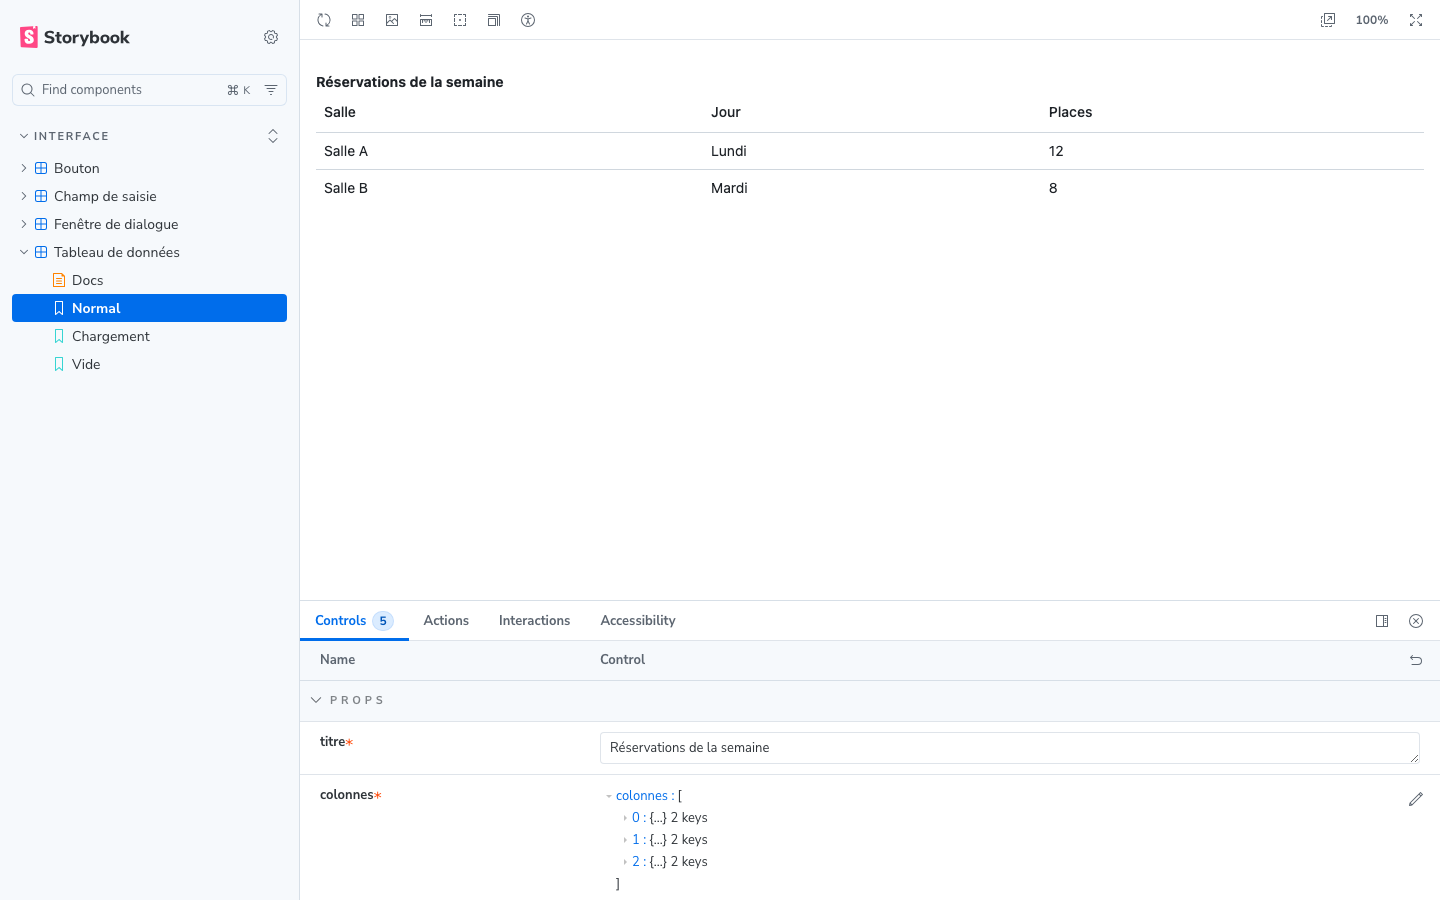 Storybook
Find components ⌘ K
INTERFACE
Bouton
Champ de saisie
Fenêtre de dialogue
Tableau de données
Docs
Normal
Chargement
Vide
100%
Réservations de la semaine
Salle Jour Places
Salle A Lundi 12
Salle B Mardi 8
Controls 5 Actions Interactions Accessibility
Name Control
PROPS
titre* Réservations de la semaine
colonnes* colonnes : [
0 : {...} 2 keys
1 : {...} 2 keys
2 : {...} 2 keys
]